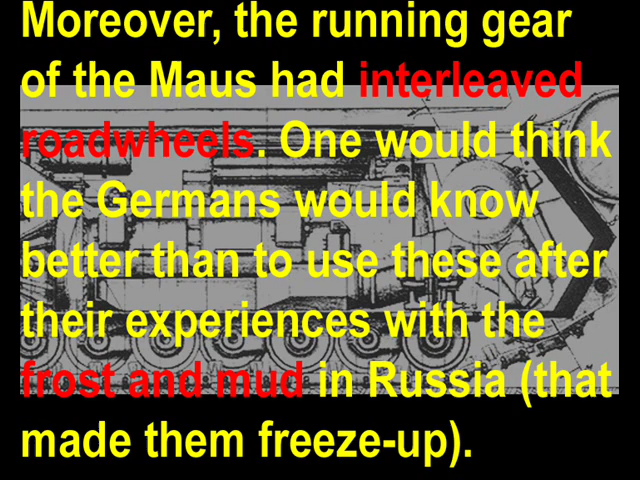 Moreover, the running gear
of the Maus had interleaved
roadwheels. One would think
the Germans would know
better than to use these after
their experiences with the
frost and mud in Russia (that
made them freeze-up).